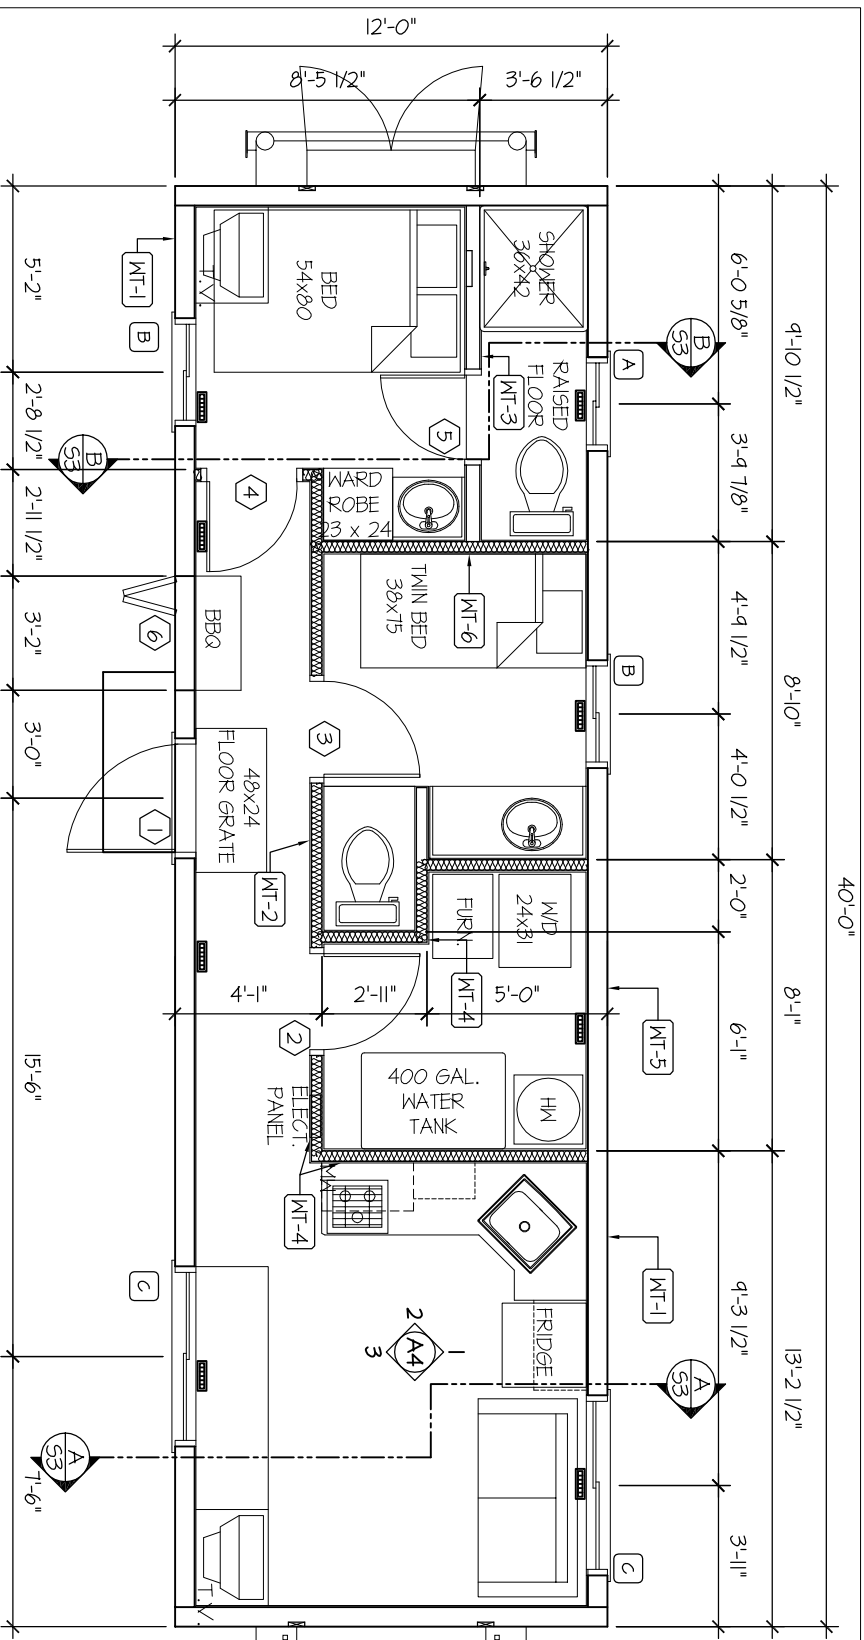 12'-0"
8'-5 1/2"
3'-6 1/2"
40'-0"
9'-10 1/2"
8'-10"
8'-1"
13'-2 1/2"
6'-0 5/8"
3'-9 7/8"
4'-9 1/2"
4'-0 1/2"
2'-0"
6'-1"
9'-3 1/2"
3'-11"
B
S3
A
B
WT-5
WT-1
A
S3
C
SHOWER
36x42
RAISED
FLOOR
WT-3
WT-6
W/D
24x31
FURN.
WT-4
5'-0"
2'-11"
4'-1"
HW
400 GAL.
WATER
TANK
FRIDGE
BED
54x80
T.V.
5
WARD
ROBE
23 x 24
4
TWIN BED
38x75
3
BBQ
48x24
FLOOR GRATE
WT-2
2
ELECT.
PANEL
WT-4
1
2
A4
3
T.V.
WT-1
B
6
1
C
B
S3
A
S3
5'-2"
2'-8 1/2"
2'-11 1/2"
3'-2"
3'-0"
15'-6"
7'-6"